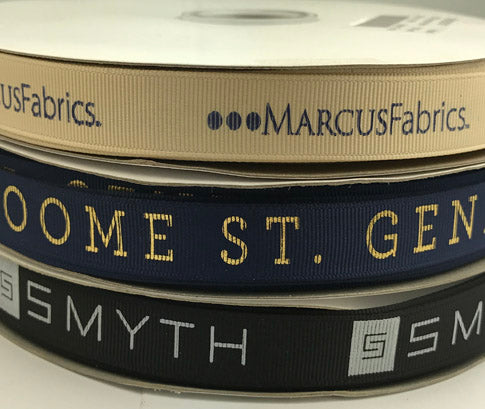 USFabrics. MARCUSFabrics.
OOME ST. GEN.
SMYTH SM